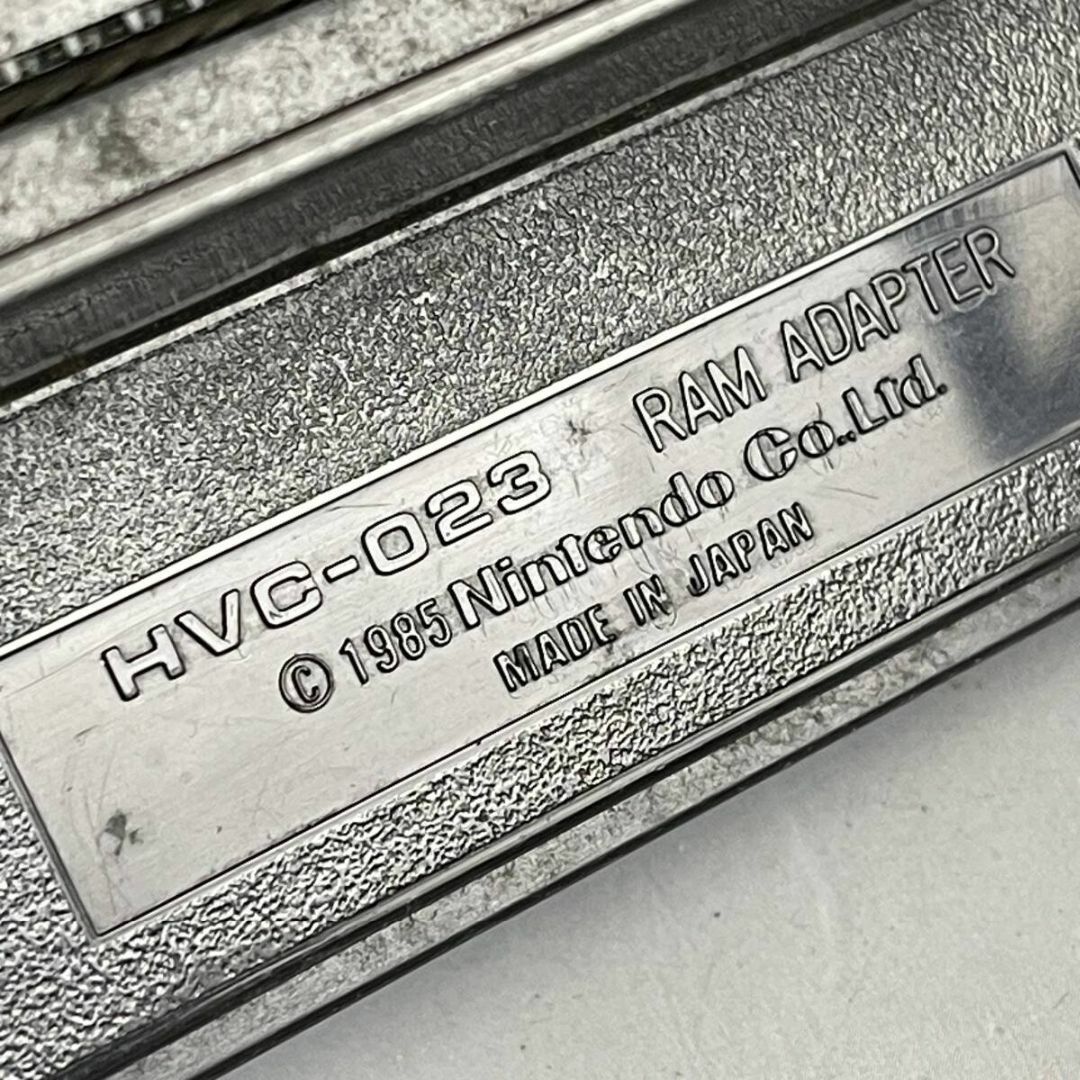 HVC-023 RAM ADAPTER
©1985 Nintendo Co.,Ltd.
MADE IN JAPAN